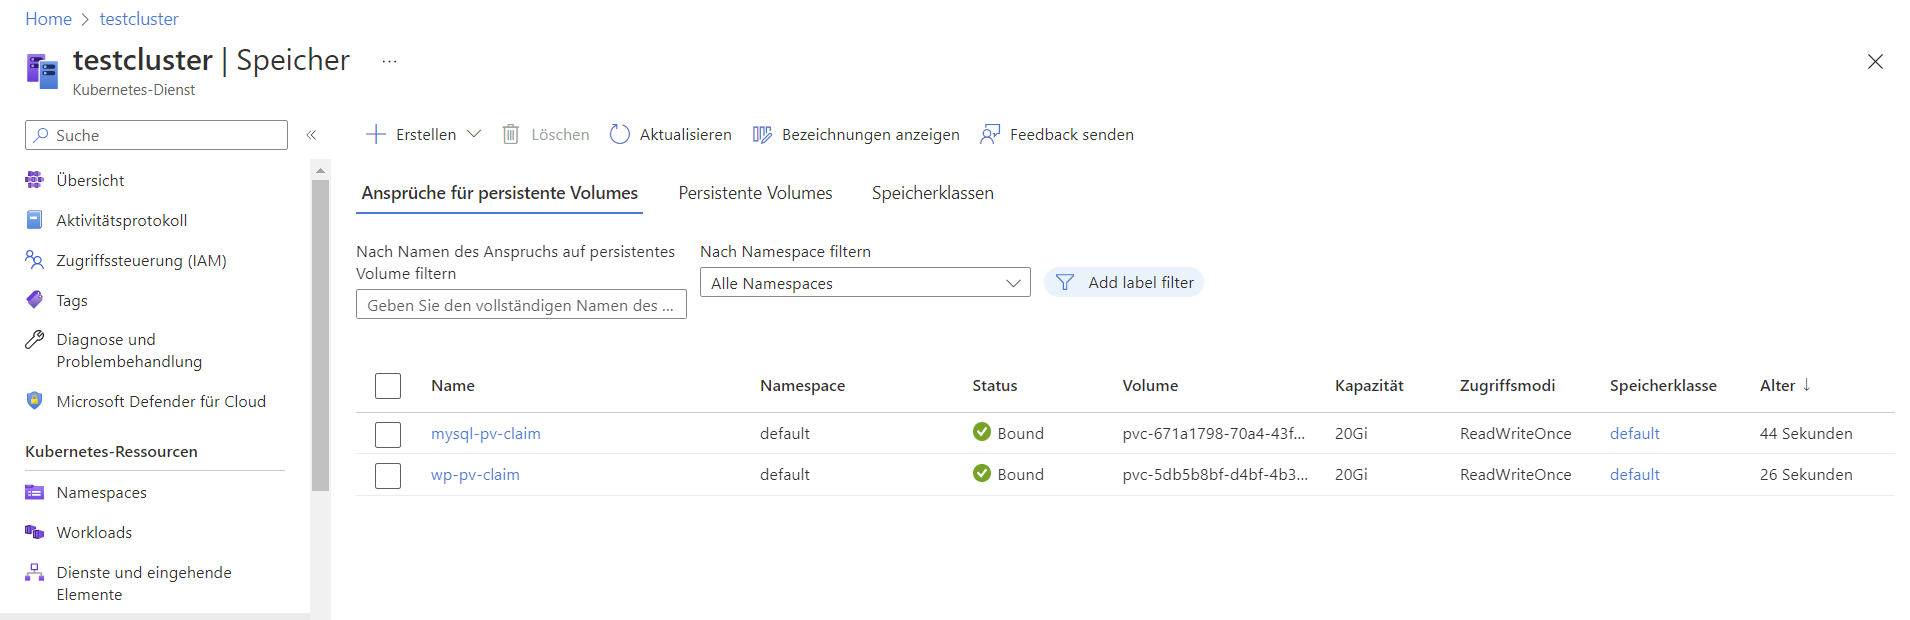 Home > testcluster
testcluster | Speicher ...
Kubernetes-Dienst
Suche
«
Übersicht
Aktivitätsprotokoll
Zugriffssteuerung (IAM)
Tags
Diagnose und
Problembehandlung
Microsoft Defender für Cloud
Kubernetes-Ressourcen
Namespaces
Workloads
Dienste und eingehende
Elemente
Erstellen Löschen Aktualisieren Bezeichnungen anzeigen Feedback senden
Ansprüche für persistente Volumes Persistente Volumes Speicherklassen
Nach Namen des Anspruchs auf persistentes
Volume filtern
Geben Sie den vollständigen Namen des ...
Nach Namespace filtern
Alle Namespaces
Add label filter
Name Namespace Status Volume Kapazität Zugriffsmodi Speicherklasse Alter ↓
mysql-pv-claim default Bound pvc-671a1798-70a4-43f... 20Gi ReadWriteOnce default 44 Sekunden
wp-pv-claim default Bound pvc-5db5b8bf-d4bf-4b3... 20Gi ReadWriteOnce default 26 Sekunden